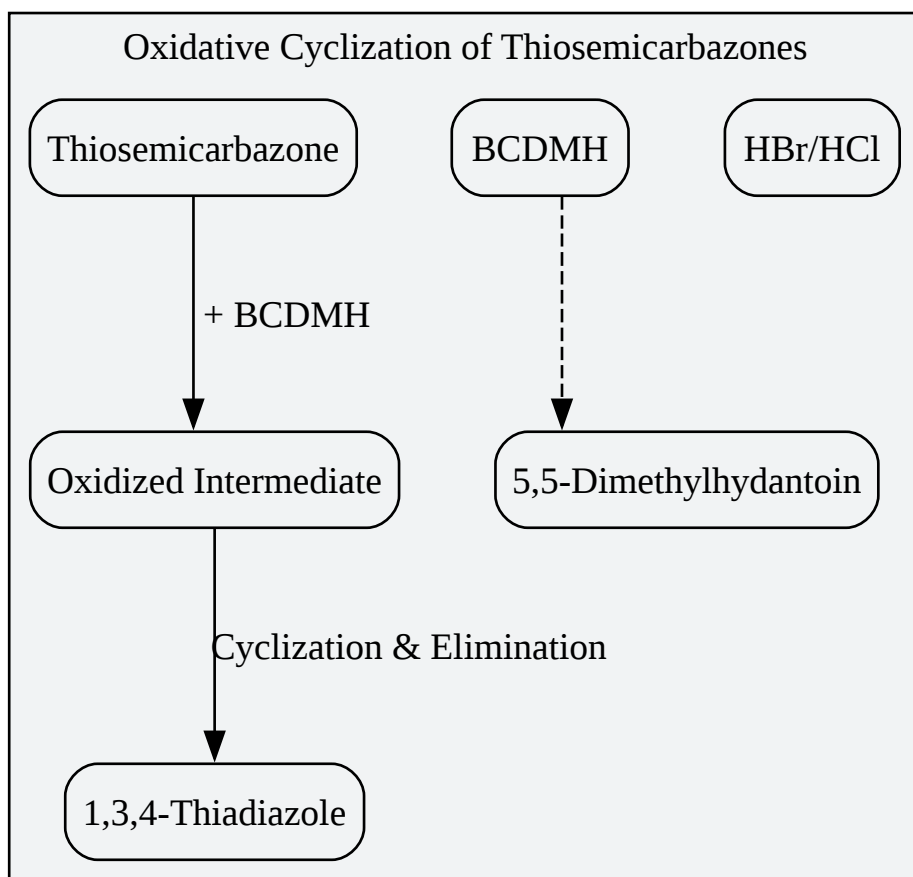 Oxidative Cyclization of Thiosemicarbazones
Thiosemicarbazone
BCDMH
HBr/HCl
+ BCDMH
Oxidized Intermediate
5,5-Dimethylhydantoin
Cyclization & Elimination
1,3,4-Thiadiazole